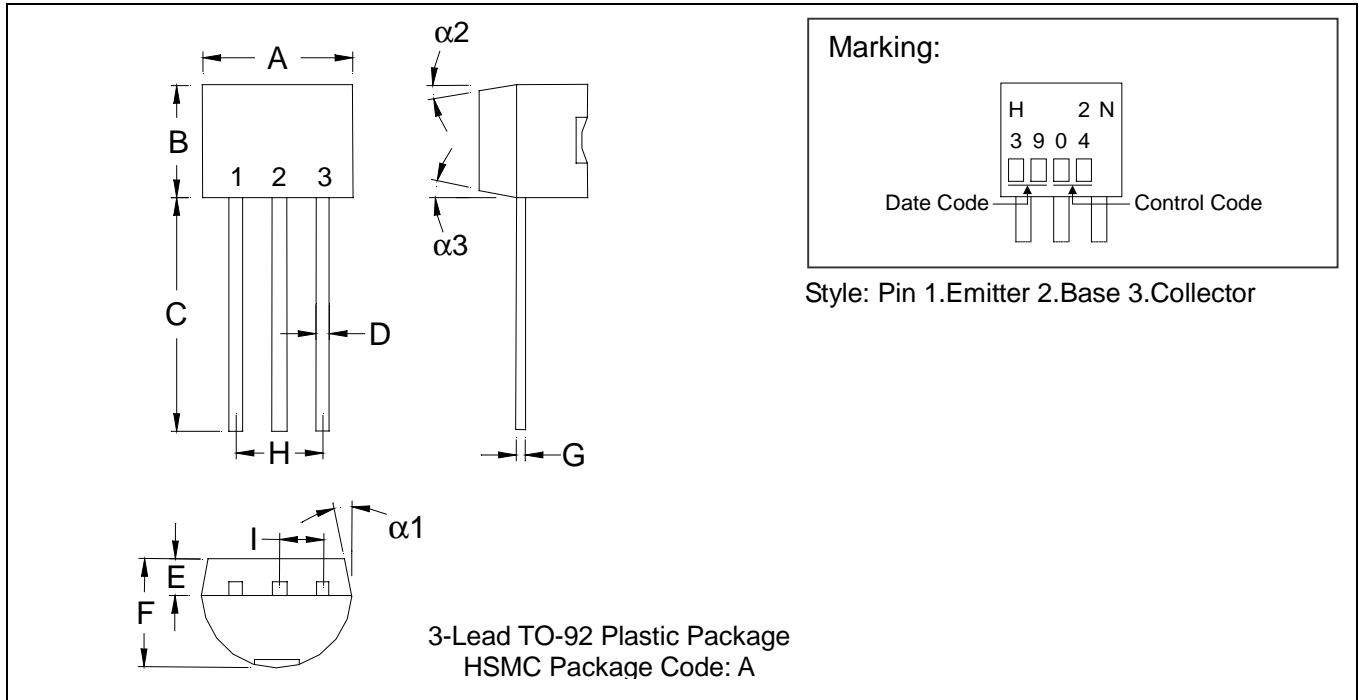 α2
A
B
1 2 3
α3
C
D
H
G
α1
I
E
F
3-Lead TO-92 Plastic Package
HSMC Package Code: A
Marking:
H 2 N
3 9 0 4
Date Code
Control Code
Style: Pin 1.Emitter 2.Base 3.Collector